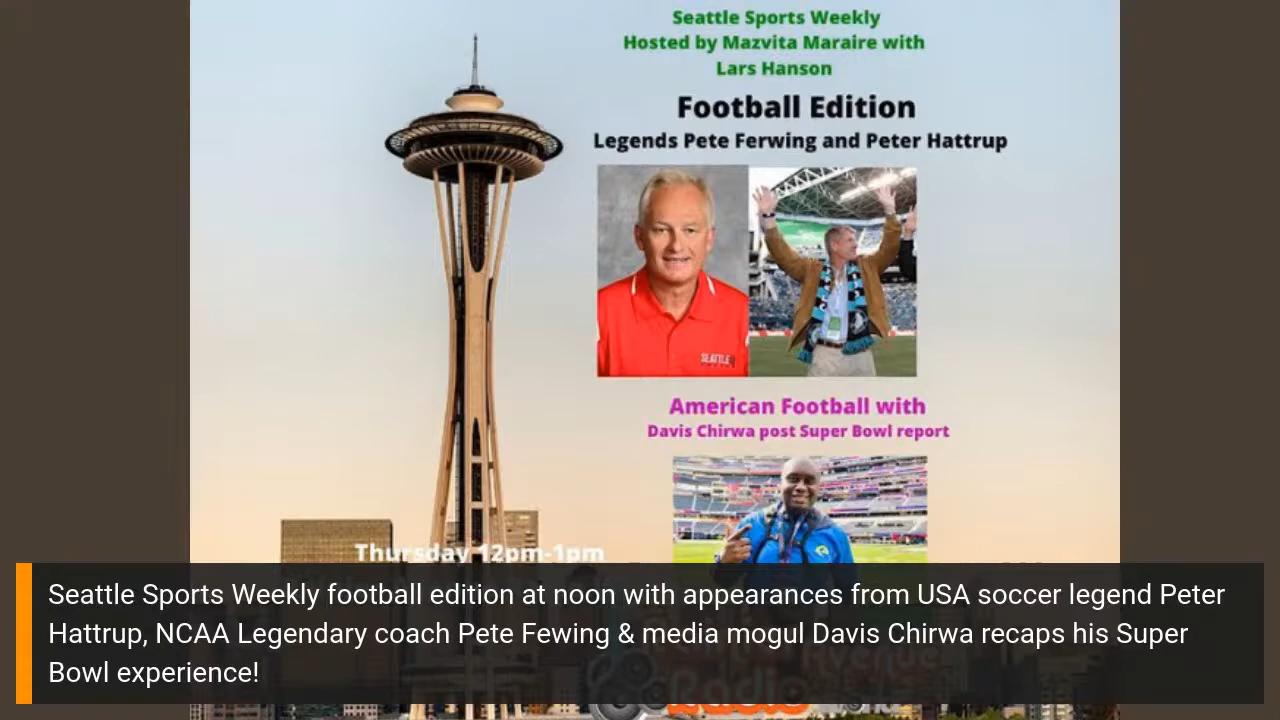 Seattle Sports Weekly
Hosted by Mazvita Maraire with
Lars Hanson
Football Edition
Legends Pete Ferwing and Peter Hattrup
SEATTLE
American Football with
Davis Chirwa post Super Bowl report
Thursday 12pm-1pm
Seattle Sports Weekly football edition at noon with appearances from USA soccer legend Peter
Hattrup, NCAA Legendary coach Pete Fewing & media mogul Davis Chirwa recaps his Super
Bowl experience!
Avenue
Radio